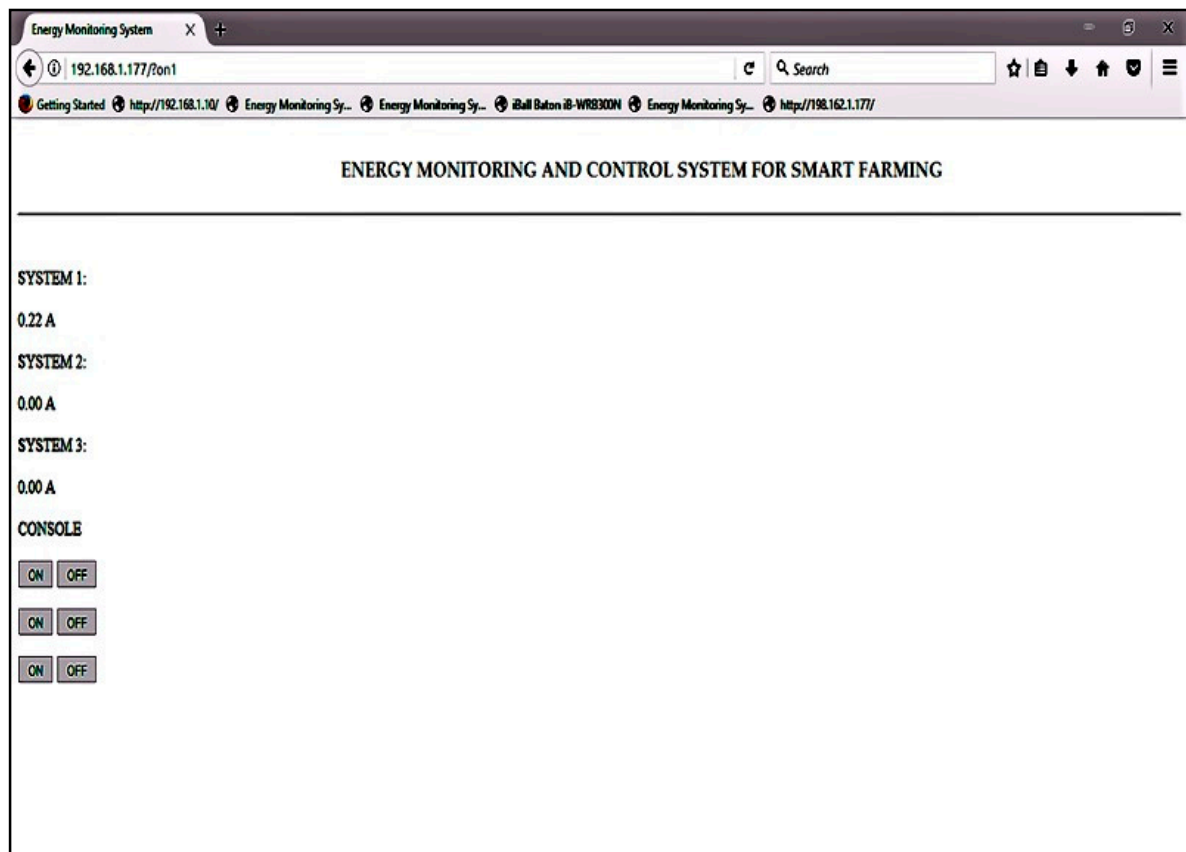 Energy Monitoring System X +
192.168.1.177/?on1 Search
Getting Started http://192.168.1.10/ Energy Monitoring Sy... Energy Monitoring Sy... iBall Baton iB-WRB300N Energy Monitoring Sy... http://198.162.1.177/
ENERGY MONITORING AND CONTROL SYSTEM FOR SMART FARMING
SYSTEM 1:
0.22 A
SYSTEM 2:
0.00 A
SYSTEM 3:
0.00 A
CONSOLE
ON OFF
ON OFF
ON OFF